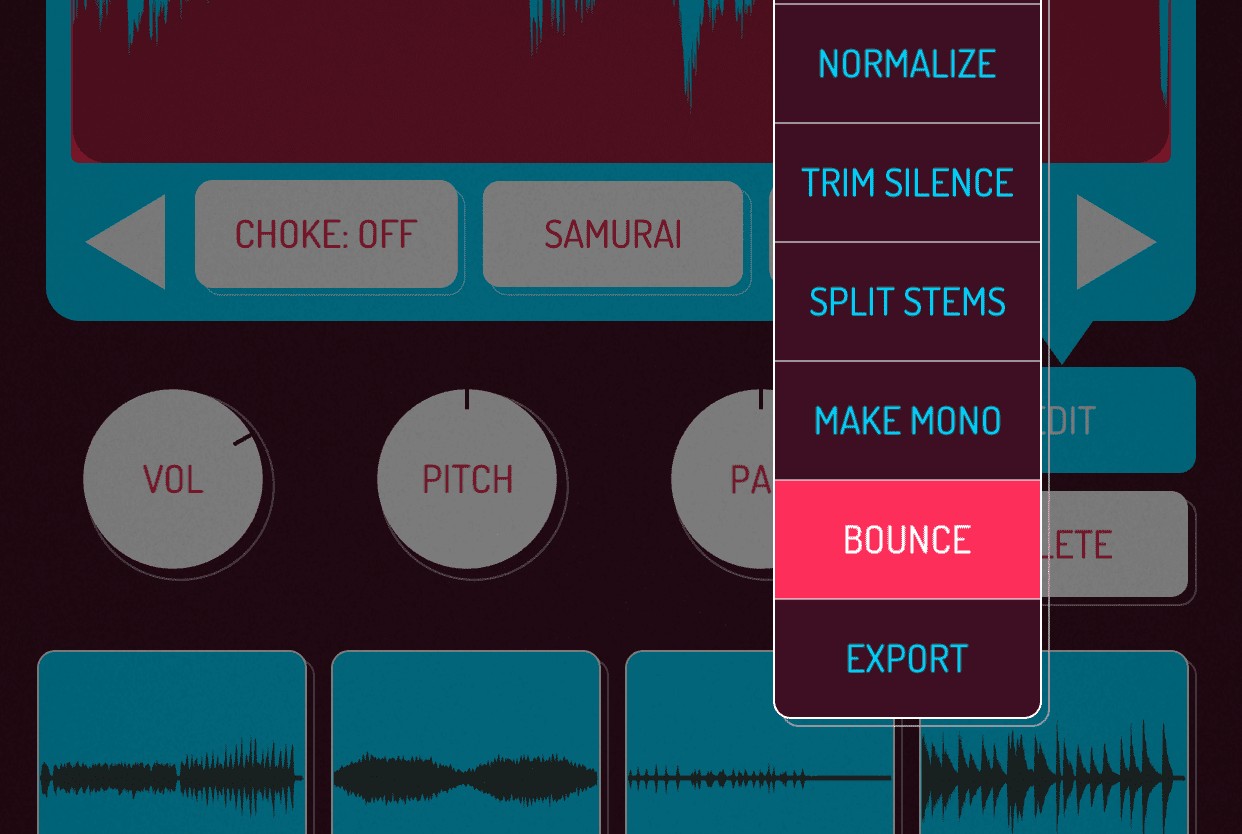 NORMALIZE
TRIM SILENCE
CHOKE: OFF
SAMURAI
SPLIT STEMS
MAKE MONO
VOL
PITCH
BOUNCE
EXPORT